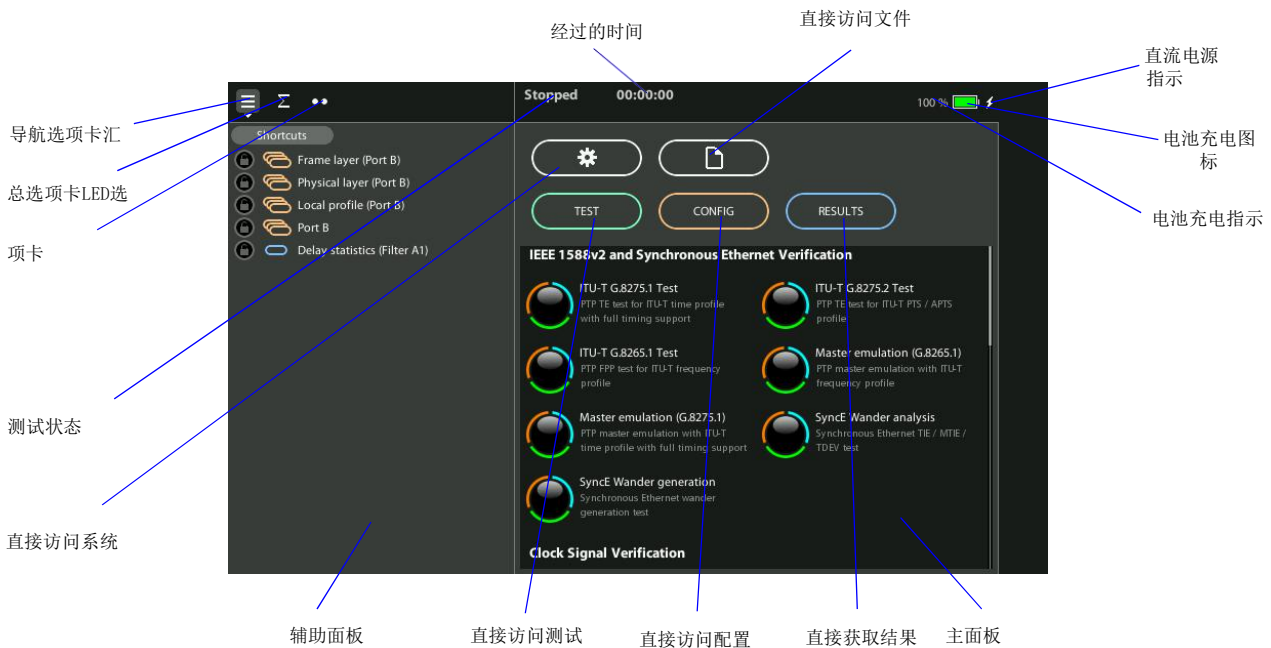 直接访问文件
经过的时间
直流电源
指示
Stopped
00:00:00
100 %
Σ
导航选项卡汇
总选项卡LED选
项卡
电池充电图
标
电池充电指示
Shortcuts
Frame layer (Port B)
Physical layer (Port B)
Local profile (Port B)
Port B
Delay statistics (Filter A1)
TEST
CONFIG
RESULTS
IEEE 1588v2 and Synchronous Ethernet Verification
ITU-T G.8275.1 Test
PTP TE test for ITU-T time profile
with full timing support
ITU-T G.8275.2 Test
PTP TE test for ITU-T PTS / APTS
profile
ITU-T G.8265.1 Test
PTP FPP test for ITU-T frequency
profile
Master emulation (G.8265.1)
PTP master emulation with ITU-T
frequency profile
Master emulation (G.8275.1)
PTP master emulation with ITU-T
time profile with full timing support
SyncE Wander analysis
Synchronous Ethernet TIE / MTIE /
TDEV test
SyncE Wander generation
Synchronous Ethernet wander
generation test
Clock Signal Verification
测试状态
直接访问系统
辅助面板
直接访问测试
直接访问配置
直接获取结果
主面板